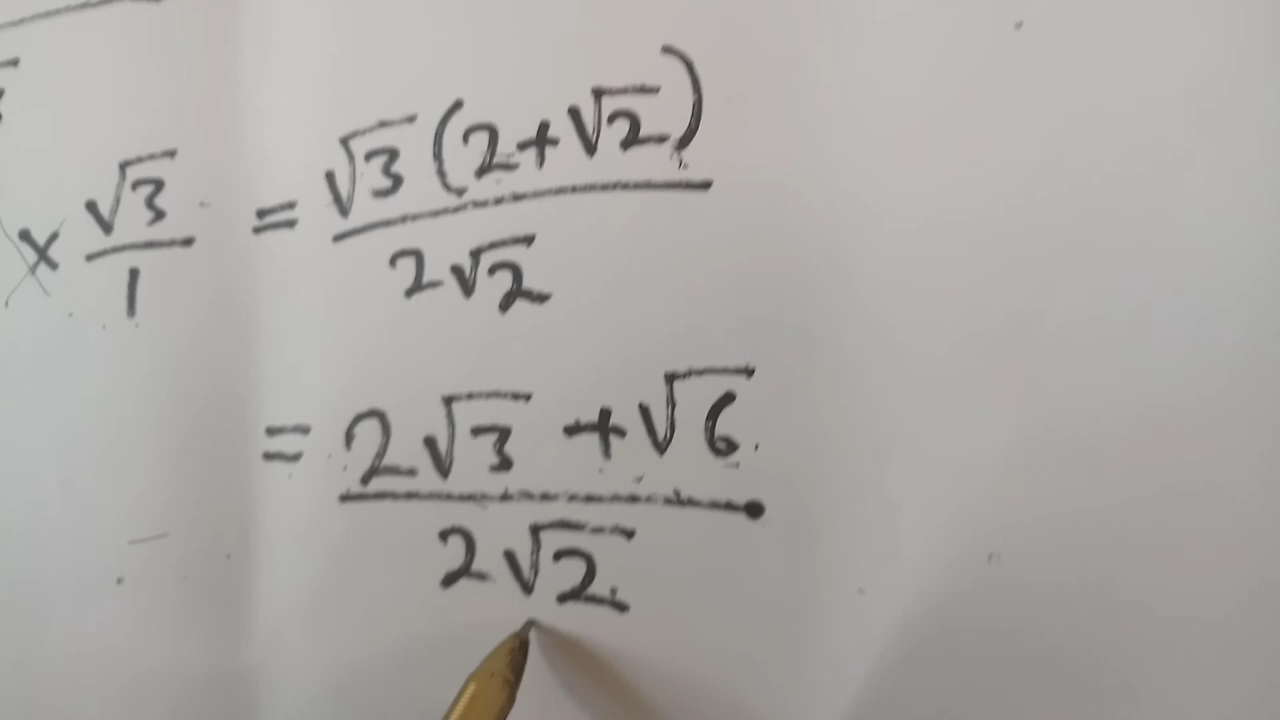 × √3/1 = √3(2+√2)/2√2
= 2√3 + √6/2√2